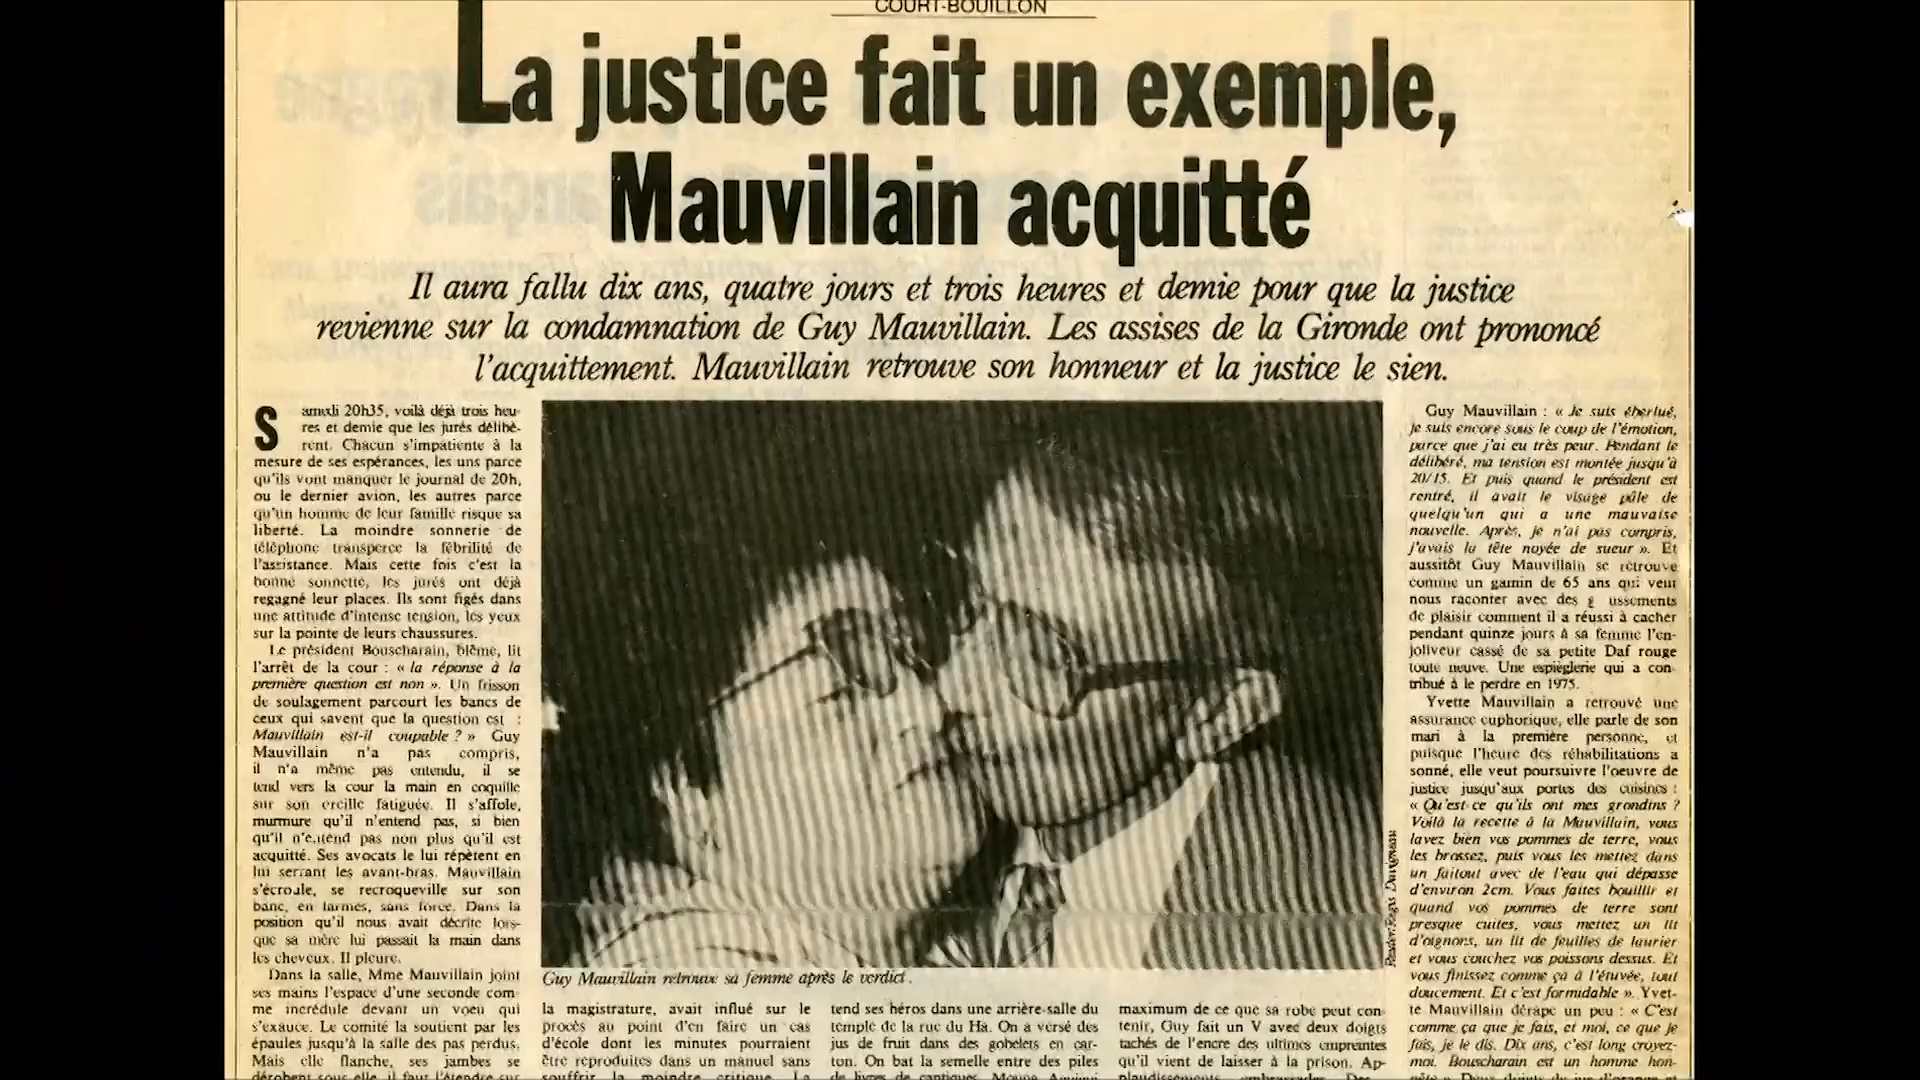 COURT-BOUILLON
La justice fait un exemple,
Mauvillain acquitté
Il aura fallu dix ans, quatre jours et trois heures et demie pour que la justice
revienne sur la condamnation de Guy Mauvillain. Les assises de la Gironde ont prononcé
l'acquittement. Mauvillain retrouve son honneur et la justice le sien.
Samedi 20h35, voilà déjà trois heu-
res et demie que les jurés délibè-
rent. Chacun s'impatiente à la
mesure de ses espérances, les uns parce
qu'ils vont manquer le journal de 20h,
ou le dernier avion, les autres parce
qu'un homme de leur famille risque sa
liberté. La moindre sonnerie de
téléphone transperce la fébrilité de
l'assistance. Mais cette fois c'est la
bonne sonnette, les jurés ont déjà
regagné leur places. Ils sont figés dans
une attitude d'intense tension, les yeux
sur la pointe de leurs chaussures.
Le président Bouscharain, blême, lit
l'arrêt de la cour : « la réponse à la
première question est non ». Un frisson
de soulagement parcourt les bancs de
ceux qui savent que la question est :
Mauvillain est-il coupable ? » Guy
Mauvillain n'a pas compris,
il n'a même pas entendu, il se
tend vers la cour la main en coquille
sur son oreille fatiguée. Il s'affole,
murmure qu'il n'entend pas, si bien
qu'il n'entend pas non plus qu'il est
acquitté. Ses avocats le lui répètent en
lui serrant les avant-bras. Mauvillain
s'écroule, se recroqueville sur son
banc, en larmes, sans force. Dans la
position qu'il nous avait décrite lors-
que sa mère lui passait la main dans
les cheveux. Il pleure.
Dans la salle, Mme Mauvillain joint
ses mains l'espace d'une seconde com-
me incrédule devant un voeu qui
s'exauce. Le comité la soutient par les
épaules jusqu'à la salle des pas perdus.
Mais elle flanche, ses jambes se
dérobent sous elle, il faut l'étendre sur
Guy Mauvillain retrouve sa femme après le verdict.
la magistrature, avait influé sur le
procès au point d'en faire un cas
d'école dont les minutes pourraient
être reproduites dans un manuel sans
souffrir la moindre critique. La
tend ses héros dans une arrière-salle du
temple de la rue du Hâ. On a versé des
jus de fruit dans des gobelets en car-
ton. On bat la semelle entre des piles
de livres de cantiques.
maximum de ce que sa robe peut con-
tenir, Guy fait un V avec deux doigts
tachés de l'encre des ultimes empreintes
qu'il vient de laisser à la prison. Ap-
plaudissements, embrassades.
Guy Mauvillain : « Je suis éberlué,
je suis encore sous le coup de l'émotion,
parce que j'ai eu très peur. Pendant le
délibéré, ma tension est montée jusqu'à
20/15. Et puis quand le président est
rentré, il avait le visage pâle de
quelqu'un qui a une mauvaise
nouvelle. Après, je n'ai pas compris,
j'avais la tête noyée de sueur ». Et
aussitôt Guy Mauvillain se retrouve
comme un gamin de 65 ans qui veut
nous raconter avec des g ussements
de plaisir comment il a réussi à cacher
pendant quinze jours à sa femme l'en-
joliveur cassé de sa petite Daf rouge
toute neuve. Une espièglerie qui a con-
tribué à le perdre en 1975.
Yvette Mauvillain a retrouvé une
assurance euphorique, elle parle de son
mari à la première personne, et
puisque l'heure des réhabilitations a
sonné, elle veut poursuivre l'oeuvre de
justice jusqu'aux portes des cuisines :
« Qu'est-ce qu'ils ont mes grondins ?
Voilà la recette à la Mauvillain, vous
lavez bien vos pommes de terre, vous
les brossez, puis vous les mettez dans
un faitout avec de l'eau qui dépasse
d'environ 2cm. Vous faites bouillir et
quand vos pommes de terre sont
presque cuites, vous mettez un lit
d'oignons, un lit de feuilles de laurier
et vous couchez vos poissons dessus. Et
vous finissez comme ça à l'étuvée, tout
doucement. Et c'est formidable ». Yvet-
te Mauvillain dérape un peu : « C'est
comme ça que je fais, et moi, ce que je
fais, je le dis. Dix ans, c'est long croyez-
moi. Bouscharain est un homme hon-